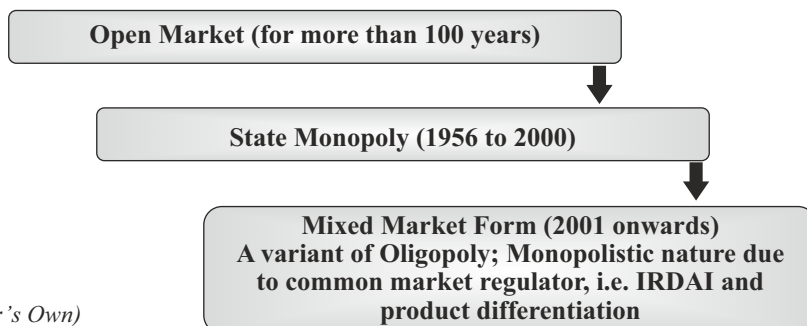 Open Market (for more than 100 years)
State Monopoly (1956 to 2000)
Mixed Market Form (2001 onwards)
A variant of Oligopoly; Monopolistic nature due
to common market regulator, i.e. IRDAI and
product differentiation
’s Own)